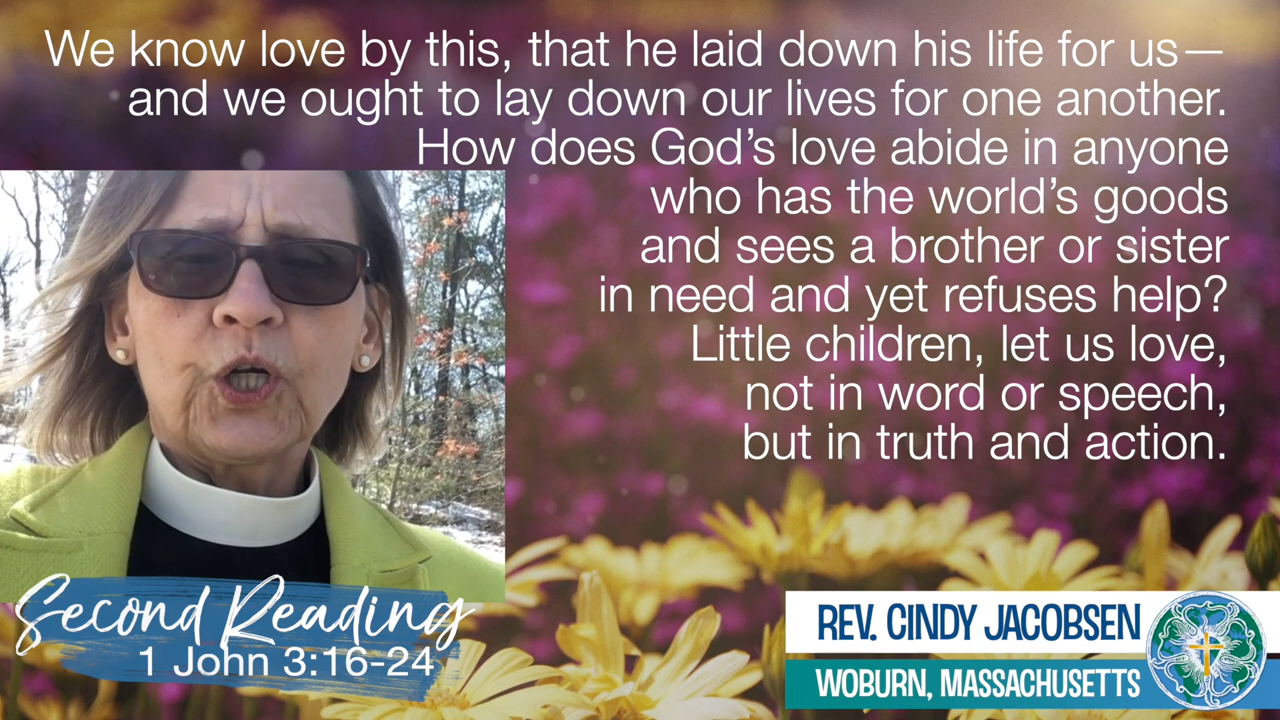 We know love by this, that he laid down his life for us—
and we ought to lay down our lives for one another.
How does God’s love abide in anyone
who has the world’s goods
and sees a brother or sister
in need and yet refuses help?
Little children, let us love,
not in word or speech,
but in truth and action.
Second Reading
1 John 3:16-24
REV. CINDY JACOBSEN
WOBURN, MASSACHUSETTS